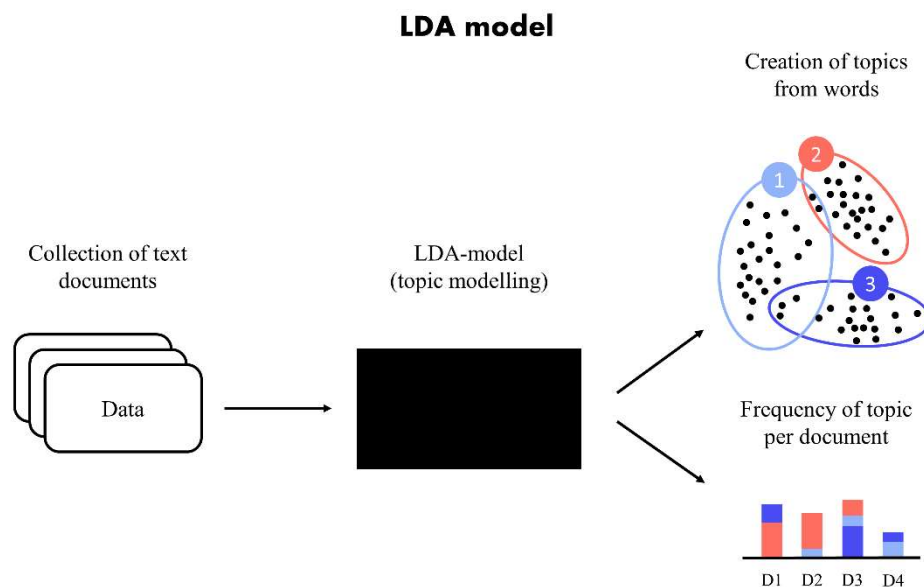 LDA model
Creation of topics
from words
1
2
3
Collection of text
documents
Data
LDA-model
(topic modelling)
Frequency of topic
per document
D1 D2 D3 D4